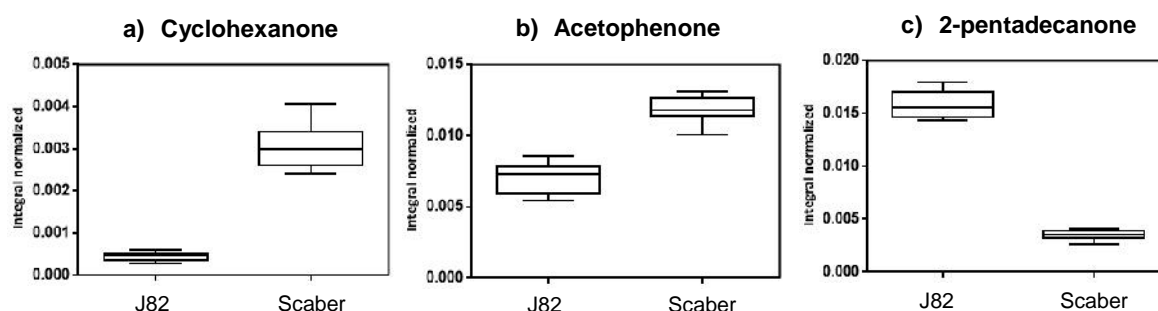 a) Cyclohexanone
Integral normalized
0.005
0.004
0.003
0.002
0.001
0.000
J82
Scaber
b) Acetophenone
Integral normalized
0.015
0.010
0.005
0.000
J82
Scaber
c) 2-pentadecanone
Integral normalized
0.020
0.015
0.010
0.005
0.000
J82
Scaber